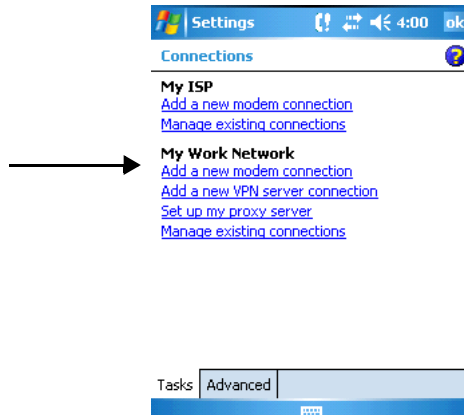 Settings 4:00 ok
Connections ?
My ISP
Add a new modem connection
Manage existing connections
My Work Network
Add a new modem connection
Add a new VPN server connection
Set up my proxy server
Manage existing connections
Tasks Advanced